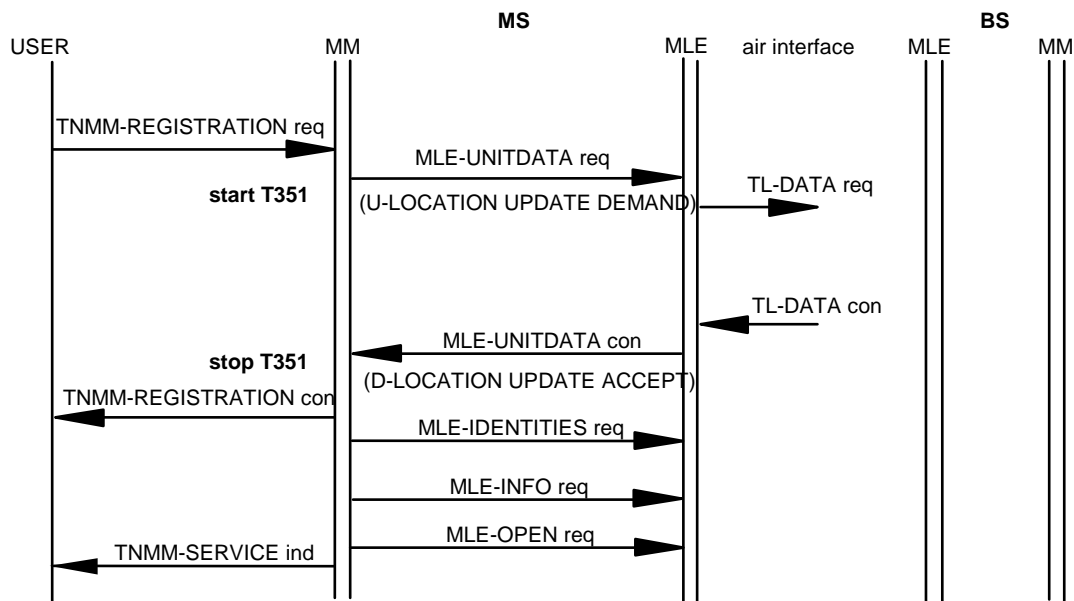 MS
BS
USER
MM
MLE
air interface
MLE
MM
TNMM-REGISTRATION req
MLE-UNITDATA req
start T351
(U-LOCATION UPDATE DEMAND)
TL-DATA req
TL-DATA con
MLE-UNITDATA con
stop T351
(D-LOCATION UPDATE ACCEPT)
TNMM-REGISTRATION con
MLE-IDENTITIES req
MLE-INFO req
MLE-OPEN req
TNMM-SERVICE ind